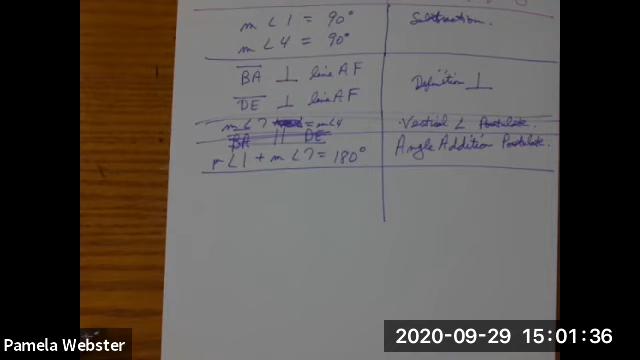 m ∠1 = 90° Subtraction.
m ∠4 = 90°
BA ⊥ line AF
Definition ⊥
DE ⊥ line AF
m∠7 = m∠4 Vertical ∠ Postulate.
BA || DE
m∠1 + m∠7 = 180° Angle Addition Postulate.
Pamela Webster
2020-09-29 15:01:36